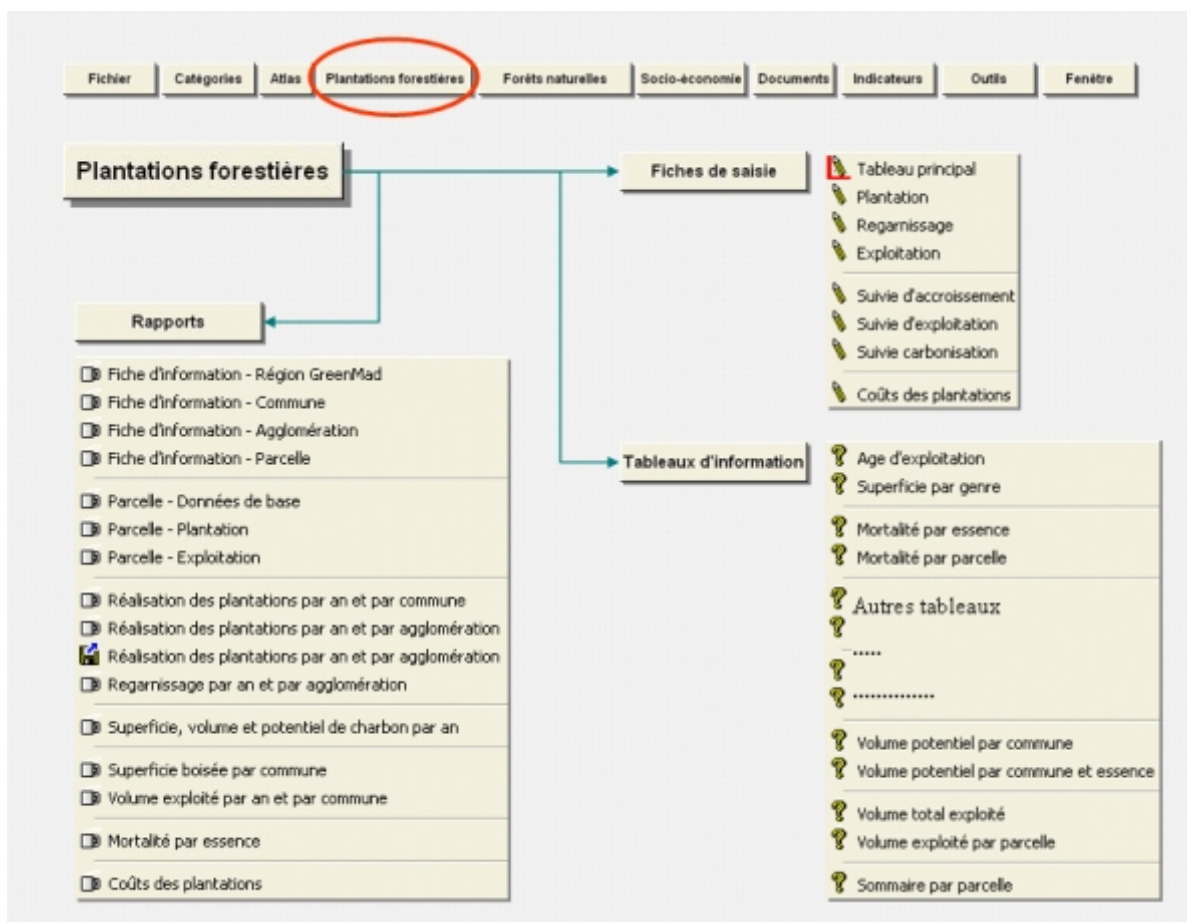 Fichier Catégories Atlas Plantations forestières Forêts naturelles Socio-économie Documents Indicateurs Outils Fenêtre
Plantations forestières
Fiches de saisie
Tableau principal
Plantation
Regarnissage
Exploitation
Suivie d'accroissement
Suivie d'exploitation
Suivie carbonisation
Coûts des plantations
Rapports
Fiche d'information - Région GreenMad
Fiche d'information - Commune
Fiche d'information - Agglomération
Fiche d'information - Parcelle
Parcelle - Données de base
Parcelle - Plantation
Parcelle - Exploitation
Réalisation des plantations par an et par commune
Réalisation des plantations par an et par agglomération
Réalisation des plantations par an et par agglomération
Regarnissage par an et par agglomération
Superficie, volume et potentiel de charbon par an
Superficie boisée par commune
Volume exploité par an et par commune
Mortalité par essence
Coûts des plantations
Tableaux d'information
Age d'exploitation
Superficie par genre
Mortalité par essence
Mortalité par parcelle
Autres tableaux
.....
..............
Volume potentiel par commune
Volume potentiel par commune et essence
Volume total exploité
Volume exploité par parcelle
Sommaire par parcelle